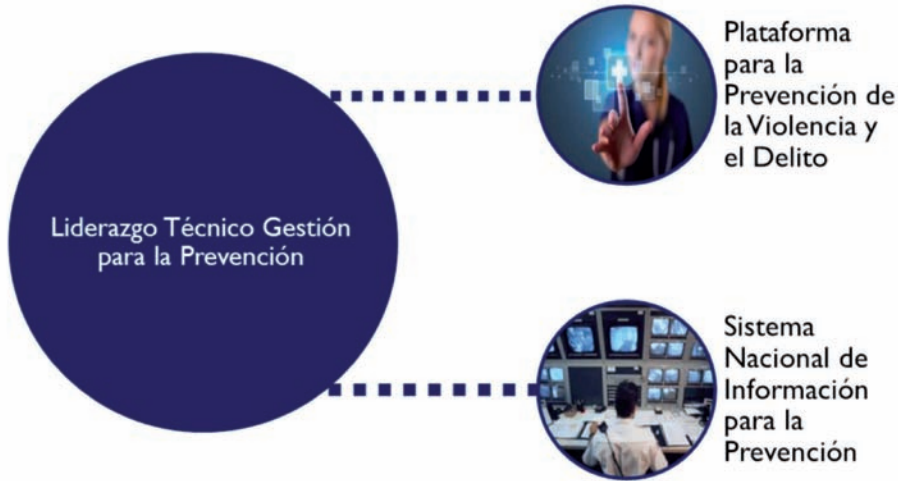 Liderazgo Técnico Gestión
para la Prevención
Plataforma
para la
Prevención de
la Violencia y
el Delito
Sistema
Nacional de
Información
para la
Prevención